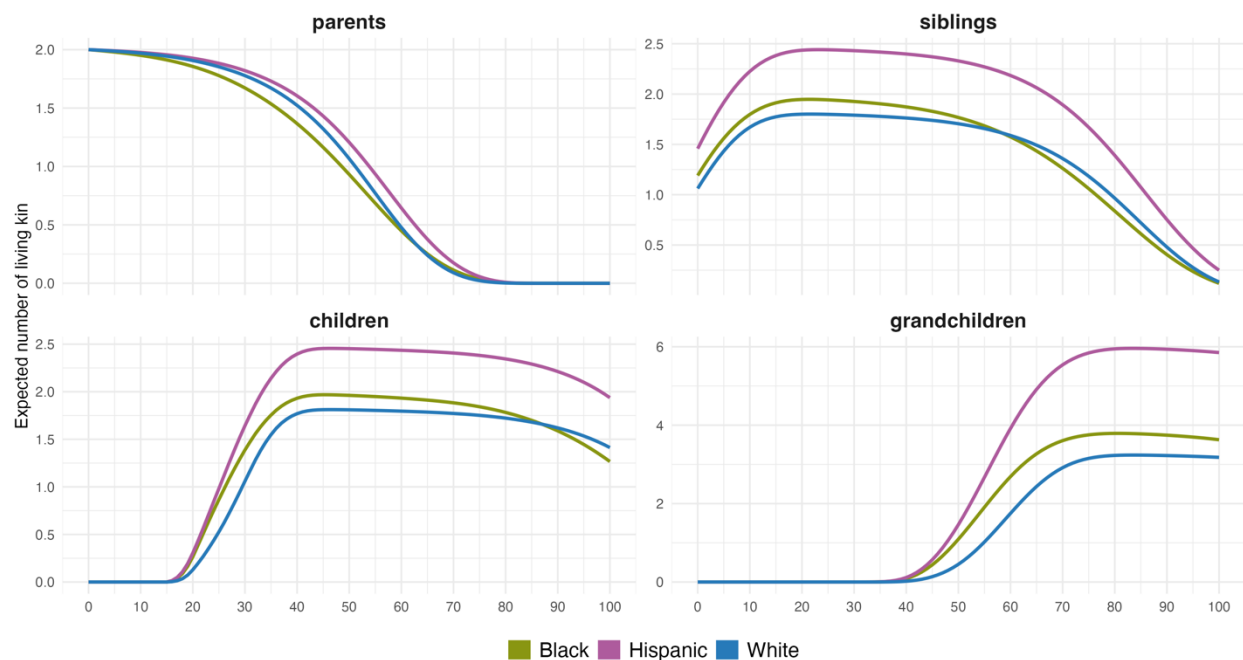 parents
siblings
Expected number of living kin
2.0
1.5
1.0
0.5
0.0
2.5
2.0
1.5
1.0
0.5
children
grandchildren
2.5
2.0
1.5
1.0
0.5
0.0
6
4
2
0
0 10 20 30 40 50 60 70 80 90 100
0 10 20 30 40 50 60 70 80 90 100
Black Hispanic White